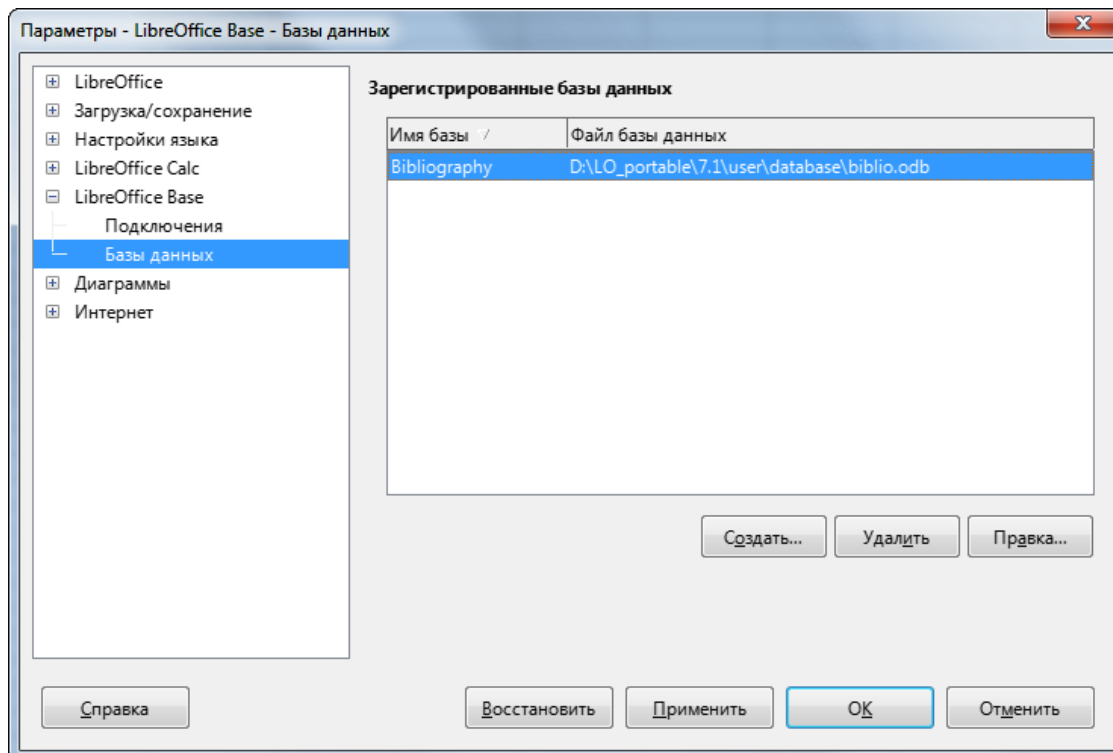 Параметры - LibreOffice Base - Базы данных
LibreOffice
Загрузка/сохранение
Настройки языка
LibreOffice Calc
LibreOffice Base
Подключения
Базы данных
Диаграммы
Интернет
Зарегистрированные базы данных
Имя базы Файл базы данных
Bibliography D:\LO_portable\7.1\user\database\biblio.odb
Создать... Удалить Правка...
Справка Восстановить Применить OK Отменить